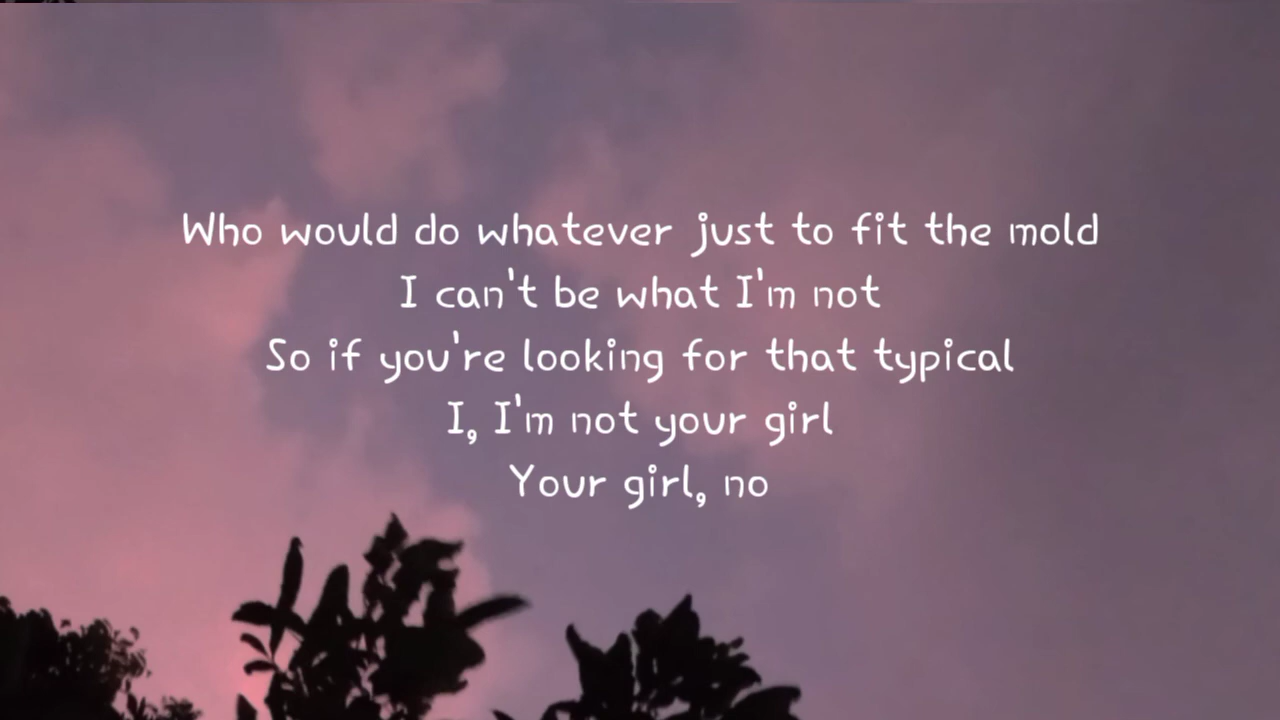 Who would do whatever just to fit the mold
I can't be what I'm not
So if you're looking for that typical
I, I'm not your girl
Your girl, no